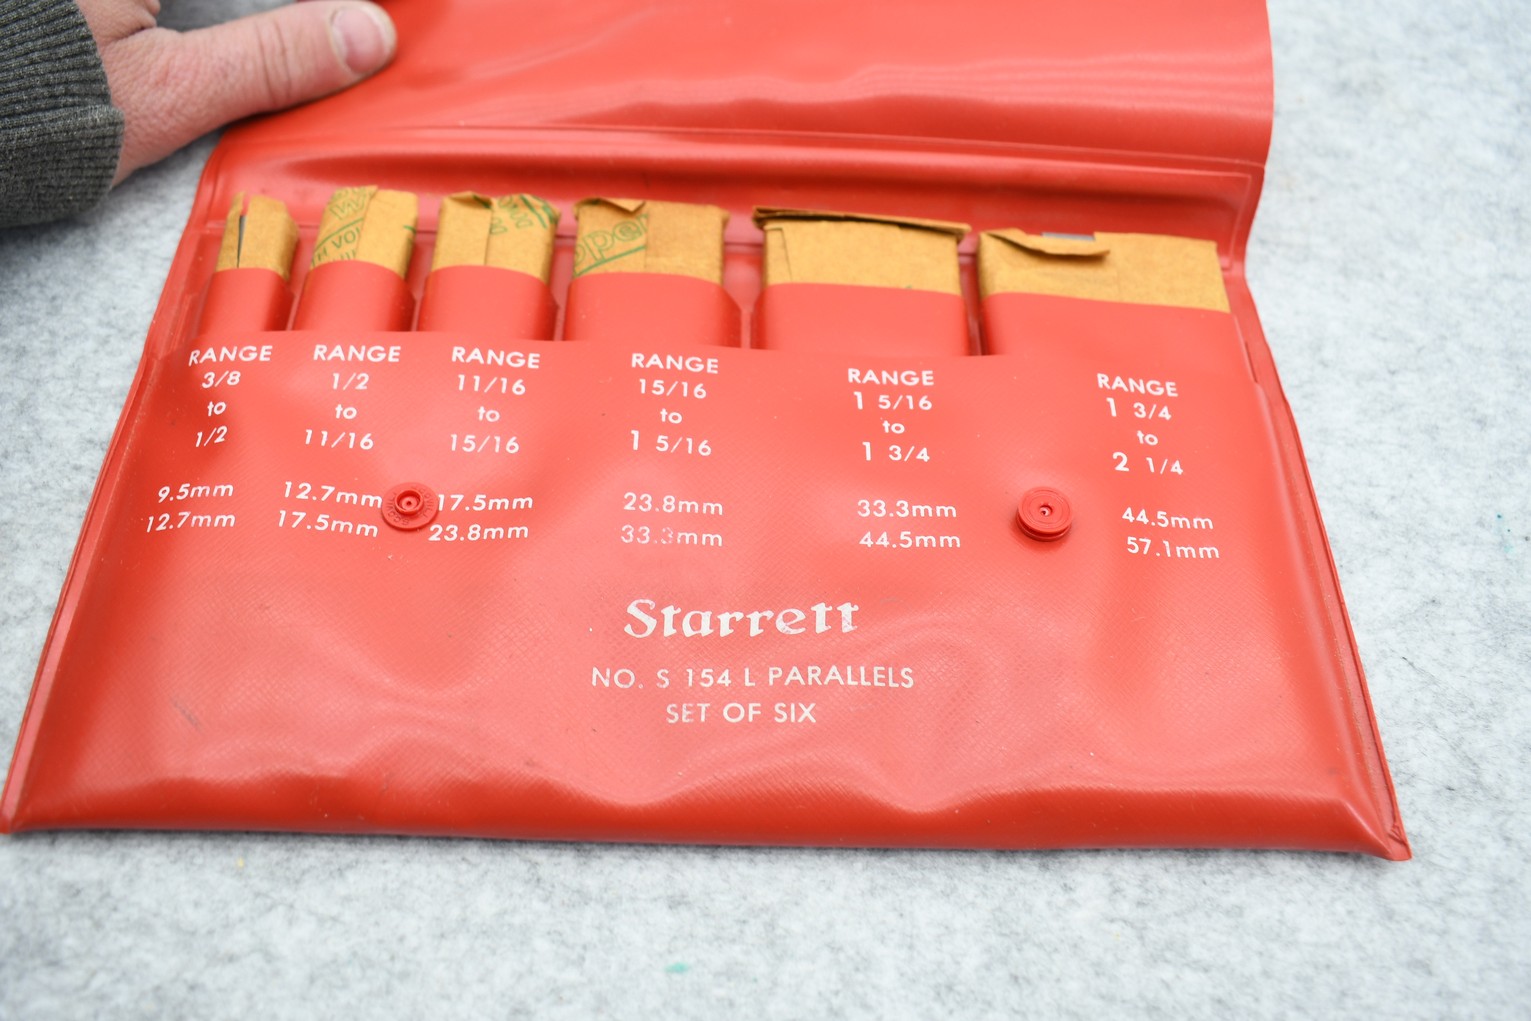 RANGE
3/8
to
1/2
9.5mm
12.7mm
RANGE
1/2
to
11/16
12.7mm
17.5mm
RANGE
11/16
to
15/16
17.5mm
23.8mm
RANGE
15/16
to
1 5/16
23.8mm
33.3mm
RANGE
1 5/16
to
1 3/4
33.3mm
44.5mm
RANGE
1 3/4
to
2 1/4
44.5mm
57.1mm
Starrett
NO. S 154 L PARALLELS
SET OF SIX